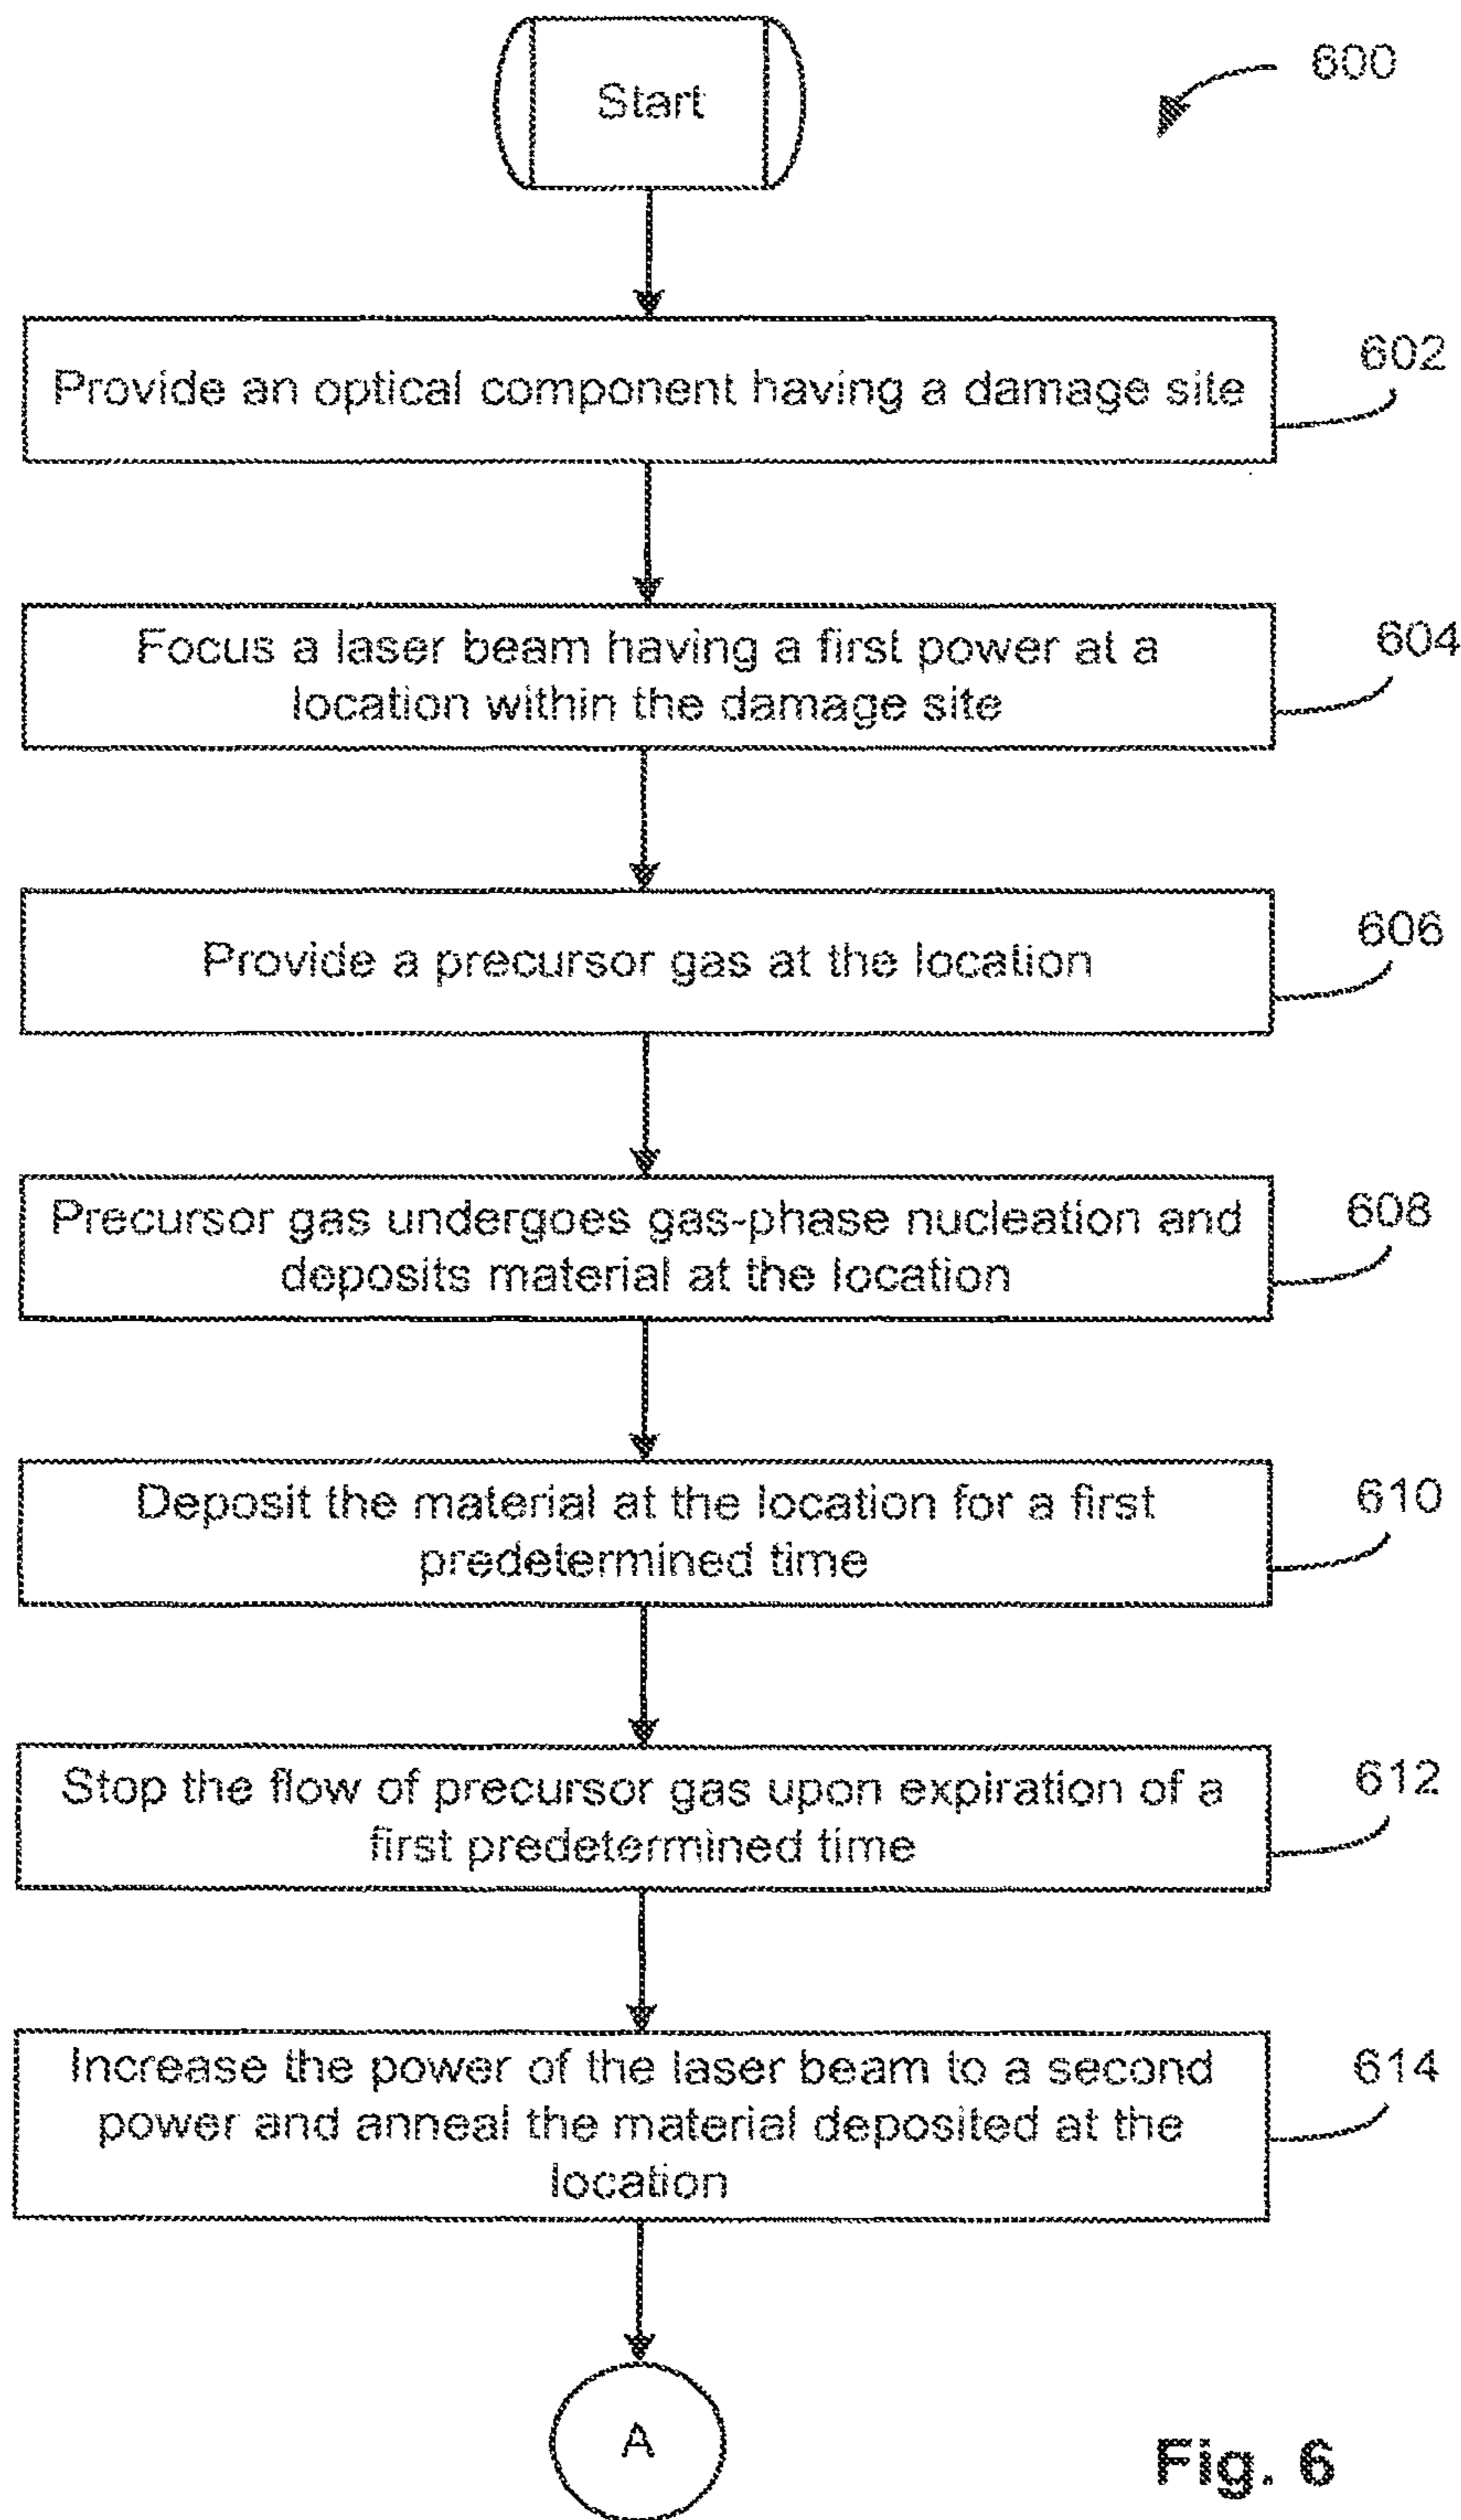 Start
600
Provide an optical component having a damage site
602
Focus a laser beam having a first power at a
location within the damage site
604
Provide a precursor gas at the location
606
Precursor gas undergoes gas-phase nucleation and
deposits material at the location
608
Deposit the material at the location for a first
predetermined time
610
Stop the flow of precursor gas upon expiration of a
first predetermined time
612
Increase the power of the laser beam to a second
power and anneal the material deposited at the
location
614
A
Fig. 6